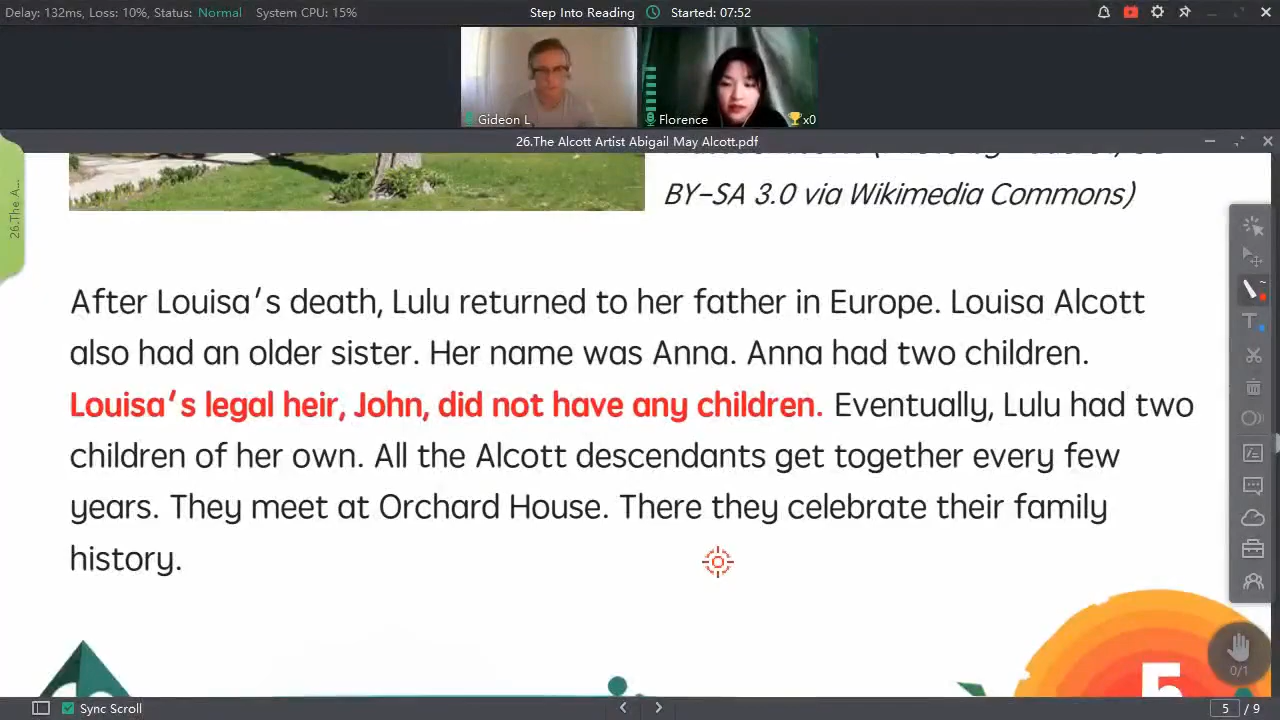 Delay: 132ms, Loss: 10%, Status: Normal System CPU: 15% Step Into Reading Started: 07:52
Gideon L Florence x0
26.The Alcott Artist Abigail May Alcott.pdf
26.The A...
BY-SA 3.0 via Wikimedia Commons)
After Louisa's death, Lulu returned to her father in Europe. Louisa Alcott
also had an older sister. Her name was Anna. Anna had two children.
Louisa's legal heir, John, did not have any children. Eventually, Lulu had two
children of her own. All the Alcott descendants get together every few
years. They meet at Orchard House. There they celebrate their family
history.
0/1
5
Sync Scroll 5 / 9